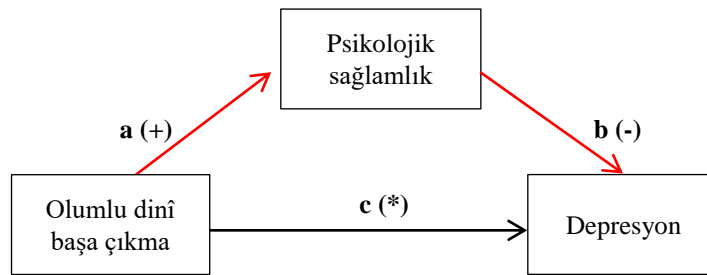 Psikolojik
sağlamlık
a (+)
b (-)
c (*)
Olumlu dinî
başa çıkma
Depresyon